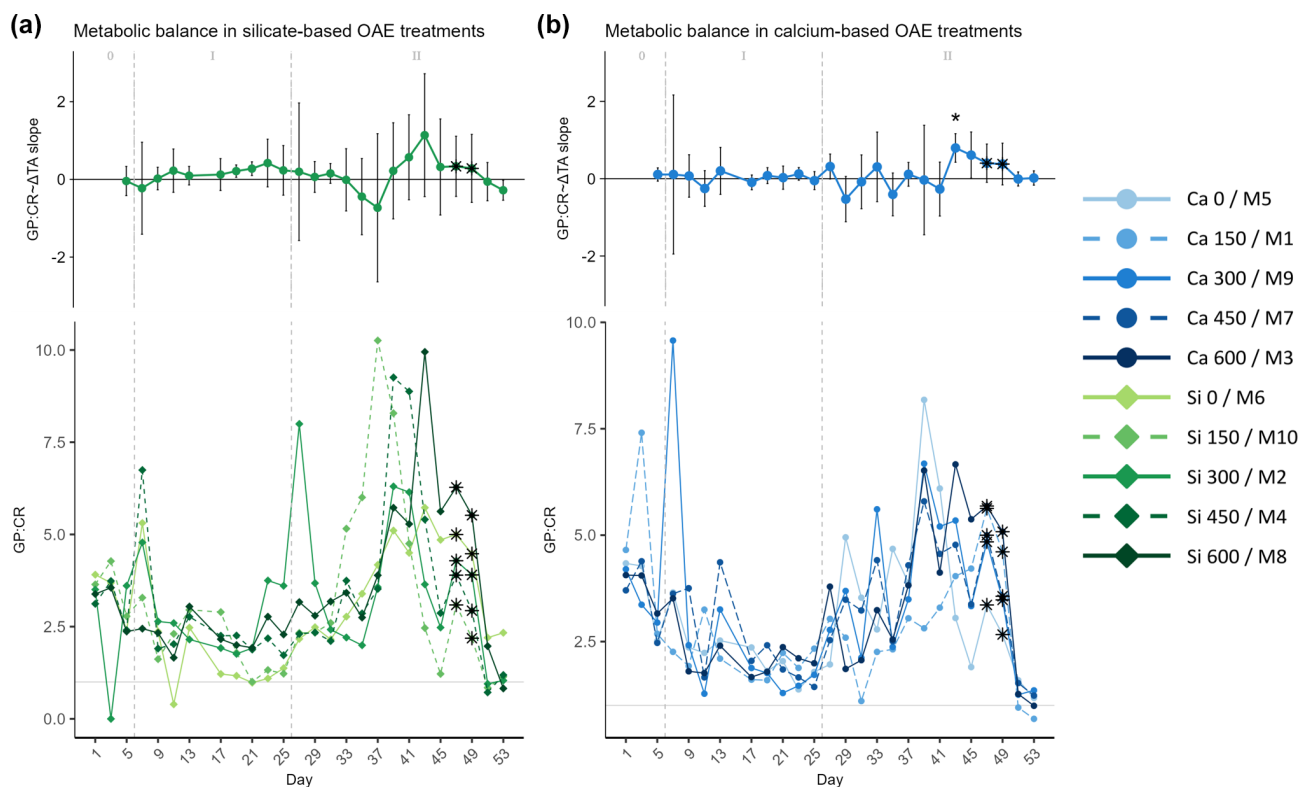 (a)
Metabolic balance in silicate-based OAE treatments
0
I
II
2
0
-2
GP:CR~ΔTA slope
10.0
7.5
5.0
2.5
0.0
GP:CR
1 5 9 13 17 21 25 29 33 37 41 45 49 53
Day
(b)
Metabolic balance in calcium-based OAE treatments
0
I
II
*
2
0
-2
GP:CR~ΔTA slope
10.0
7.5
5.0
2.5
GP:CR
1 5 9 13 17 21 25 29 33 37 41 45 49 53
Day
Ca 0 / M5
Ca 150 / M1
Ca 300 / M9
Ca 450 / M7
Ca 600 / M3
Si 0 / M6
Si 150 / M10
Si 300 / M2
Si 450 / M4
Si 600 / M8